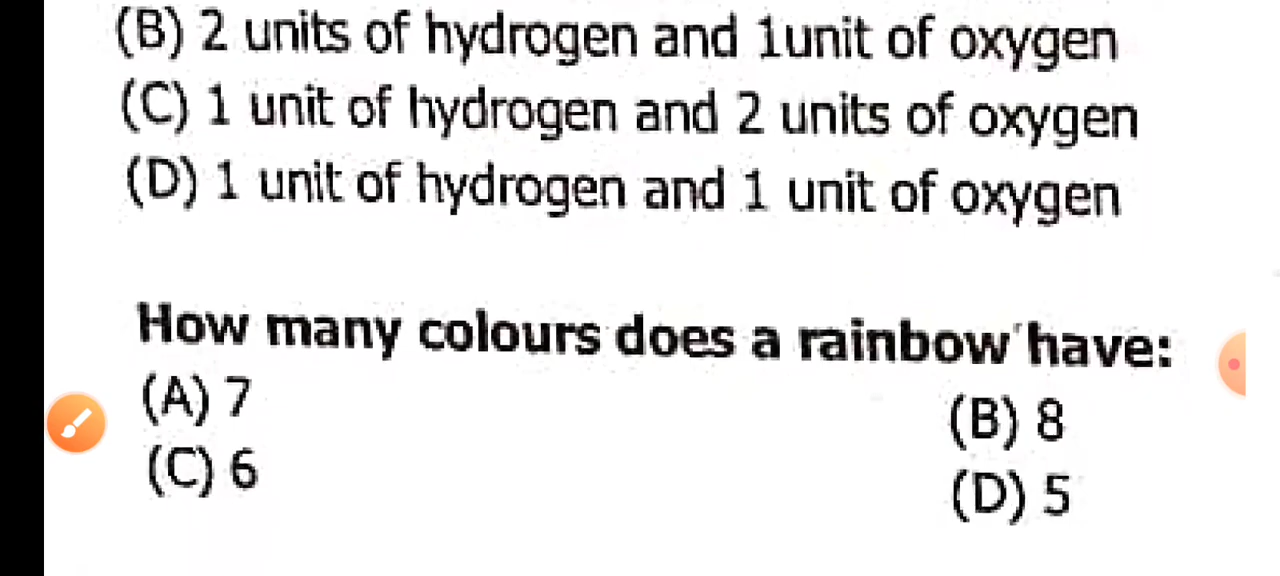 (B) 2 units of hydrogen and 1unit of oxygen
(C) 1 unit of hydrogen and 2 units of oxygen
(D) 1 unit of hydrogen and 1 unit of oxygen
How many colours does a rainbow have:
(A) 7 (B) 8
(C) 6 (D) 5